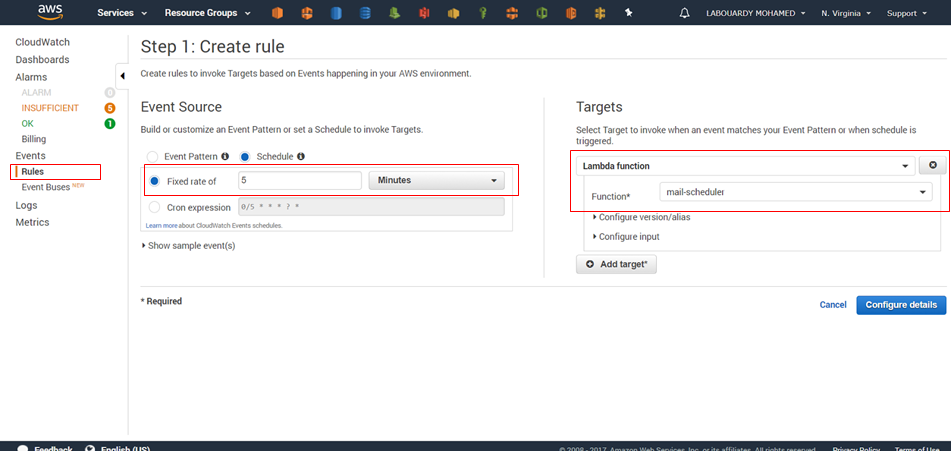 aws Services Resource Groups LABOUARDY MOHAMED N. Virginia Support
CloudWatch
Dashboards
Alarms
ALARM 0
INSUFFICIENT 5
OK 1
Billing
Events
Rules
Event Buses NEW
Logs
Metrics
Step 1: Create rule
Create rules to invoke Targets based on Events happening in your AWS environment.
Event Source
Build or customize an Event Pattern or set a Schedule to invoke Targets.
Event Pattern Schedule
Fixed rate of 5 Minutes
Cron expression 0/5 * * * ? *
Learn more about CloudWatch Events schedules.
Show sample event(s)
Targets
Select Target to invoke when an event matches your Event Pattern or when schedule is
triggered.
Lambda function
Function* mail-scheduler
Configure version/alias
Configure input
Add target*
* Required
Cancel Configure details
Feedback English (US) © 2008 - 2017, Amazon Web Services, Inc. or its affiliates. All rights reserved. Privacy Policy Terms of Use